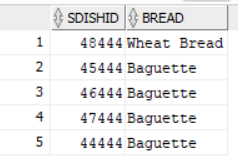 SDISHID BREAD
1 48444 Wheat Bread
2 45444 Baguette
3 46444 Baguette
4 47444 Baguette
5 44444 Baguette